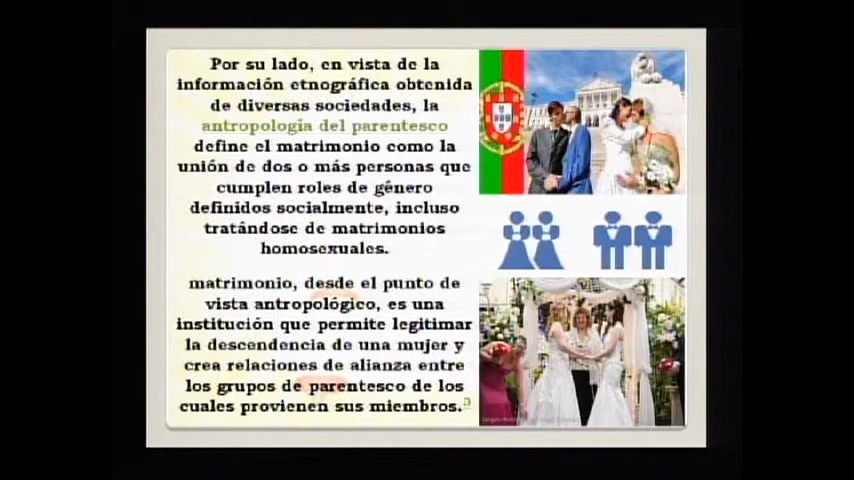 Por su lado, en vista de la
información etnográfica obtenida
de diversas sociedades, la
antropología del parentesco
define el matrimonio como la
unión de dos o más personas que
cumplen roles de género
definidos socialmente, incluso
tratándose de matrimonios
homosexuales.
matrimonio, desde el punto de
vista antropológico, es una
institución que permite legitimar
la descendencia de una mujer y
crea relaciones de alianza entre
los grupos de parentesco de los
cuales provienen sus miembros.3